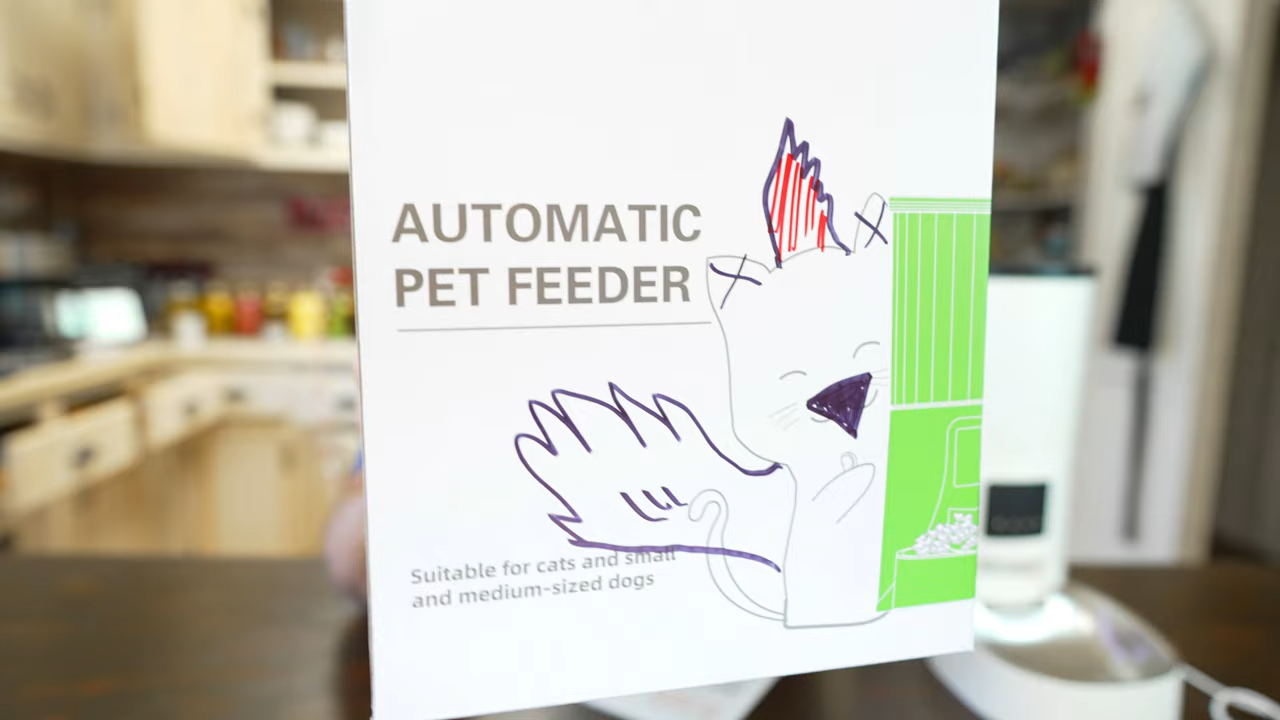 AUTOMATIC
PET FEEDER
Suitable for cats and small
and medium-sized dogs